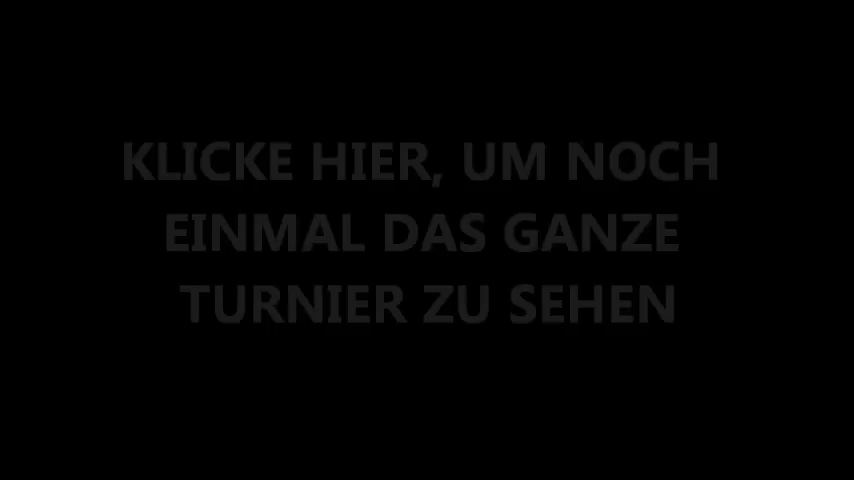 KLICKE HIER, UM NOCH
EINMAL DAS GANZE
TURNIER ZU SEHEN